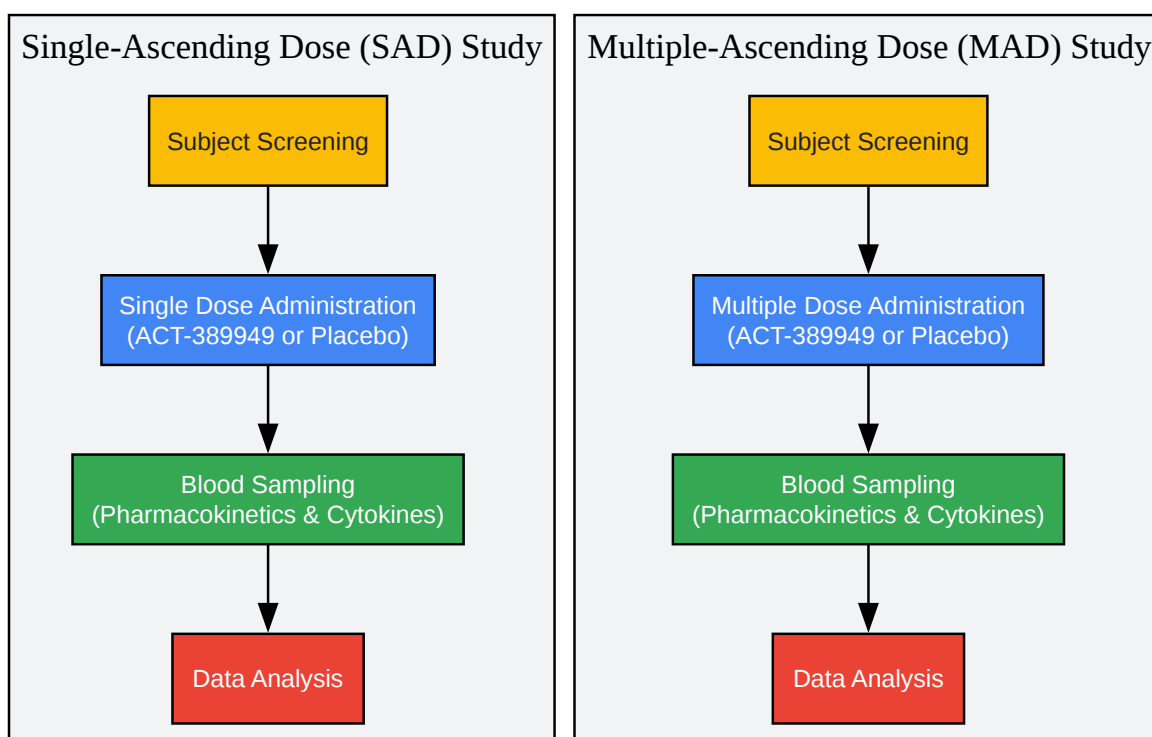 Single-Ascending Dose (SAD) Study
Subject Screening
Single Dose Administration
(ACT-389949 or Placebo)
Blood Sampling
(Pharmacokinetics & Cytokines)
Data Analysis
Multiple-Ascending Dose (MAD) Study
Subject Screening
Multiple Dose Administration
(ACT-389949 or Placebo)
Blood Sampling
(Pharmacokinetics & Cytokines)
Data Analysis